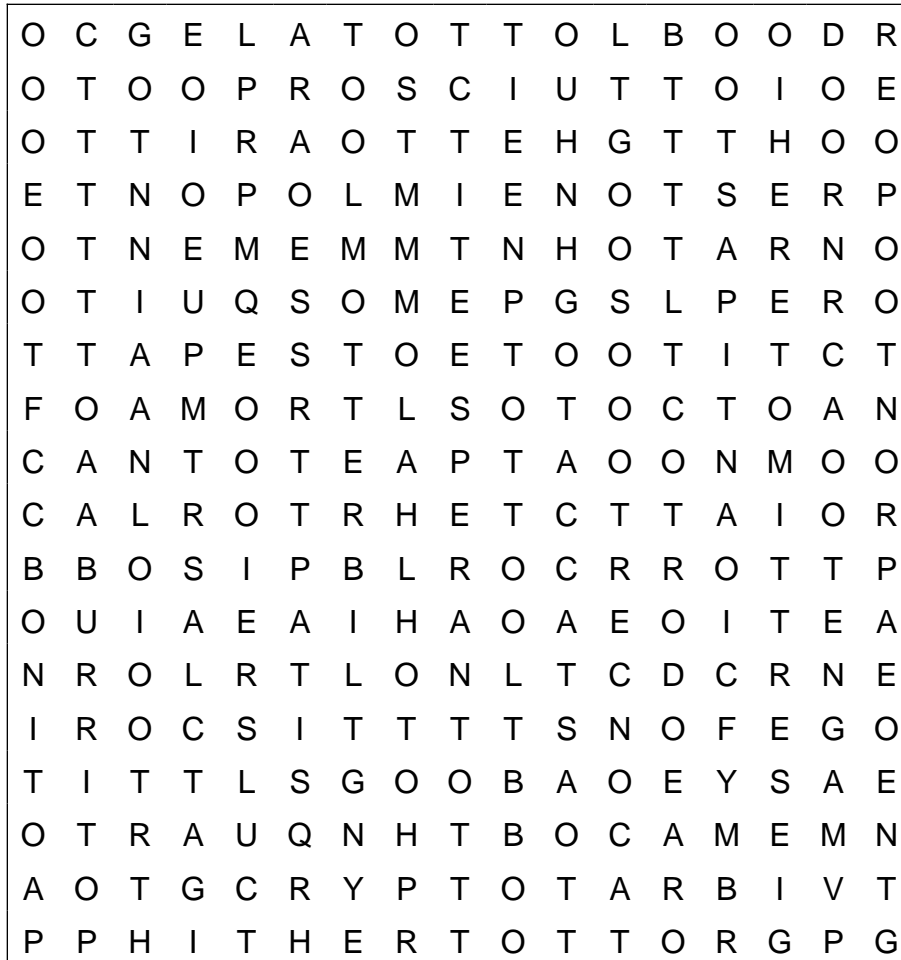 O C G E L A T O T T O L B O O D R
O T O O P R O S C I U T T O I O E
O T T I R A O T T E H G T T H O O
E T N O P O L M I E N O T S E R P
O T N E M E M M T N H O T A R N O
O T I U Q S O M E P G S L P E R O
T T A P E S T O E T O O T I T C T
F O A M O R T L S O T O C T O A N
C A N T O T E A P T A O O N M O O
C A L R O T R H E T C T T A I O R
B B O S I P B L R O C R R O T T P
O U I A E A I H A O A E O I T E A
N R O L R T L O N L T C D C R N E
I R O C S I T T T T S N O F E G O
T I T T L S G O O B A O E Y S A E
O T R A U Q N H T B O C A M E M N
A O T G C R Y P T O T A R B I V T
P P H I T H E R T O T T O R G P G